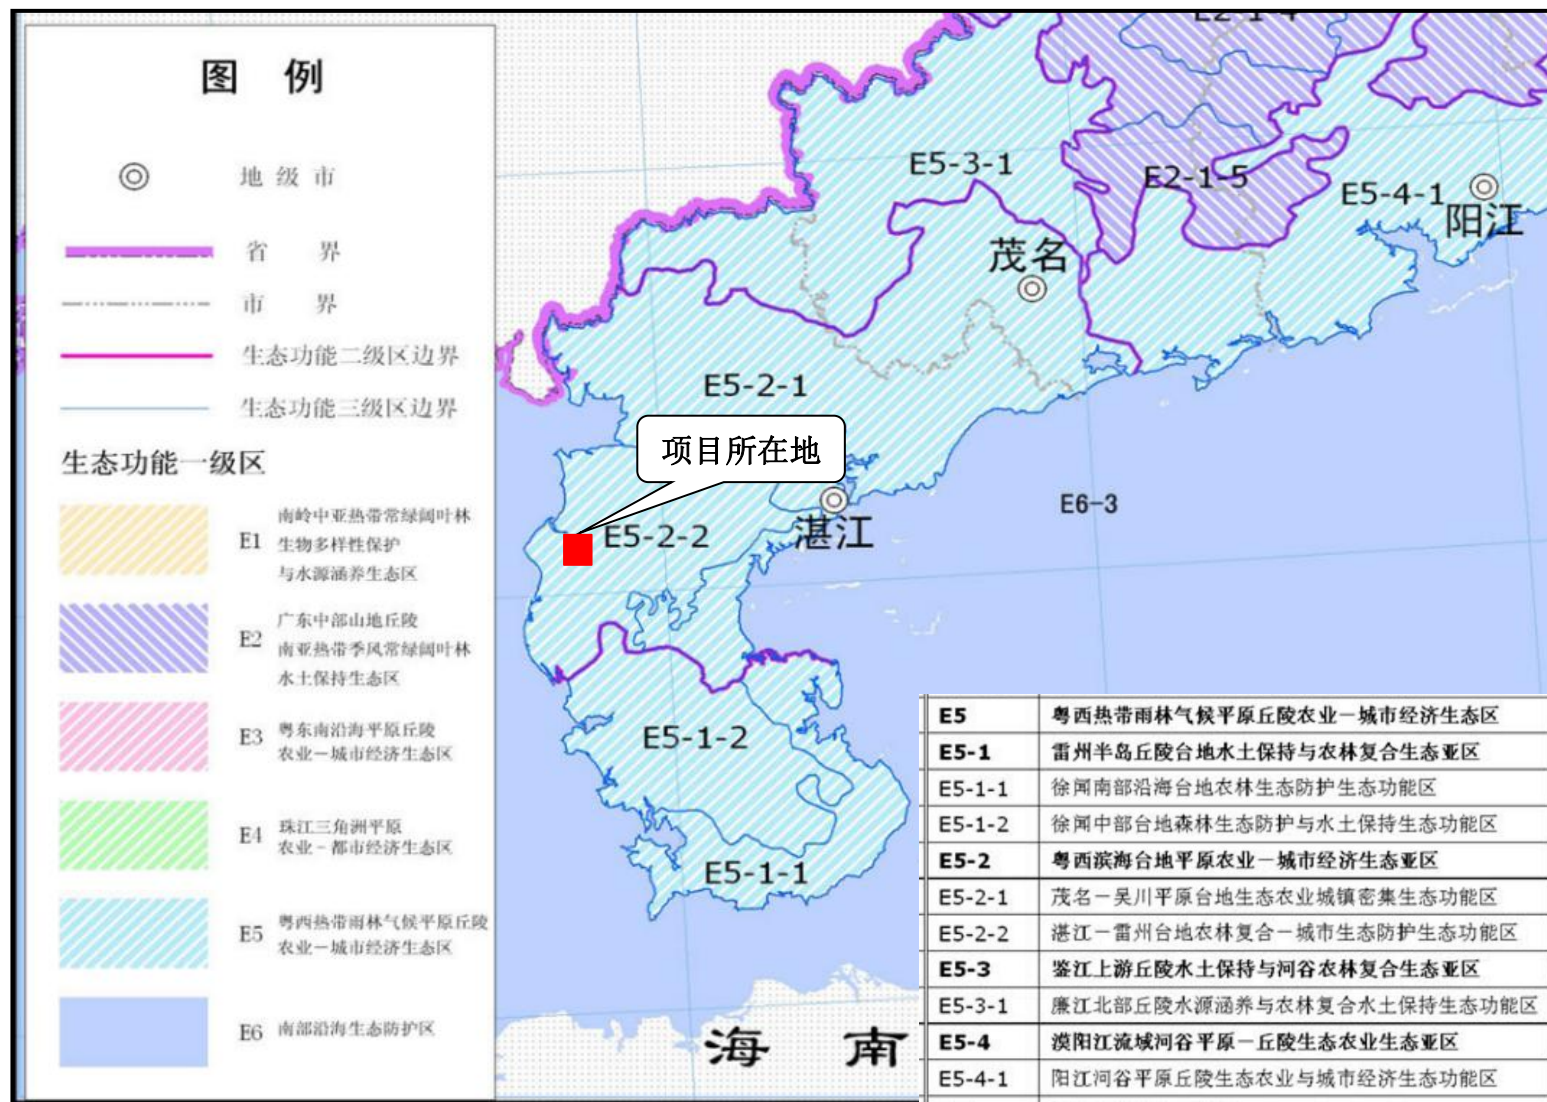 图 例
地 级 市
省 界
市 界
生态功能二级区边界
生态功能三级区边界
生态功能一级区
E1
南岭中亚热带常绿阔叶林
生物多样性保护
与水源涵养生态区
E2
广东中部山地丘陵
南亚热带季风常绿阔叶林
水土保持生态区
E3
粤东南沿海平原丘陵
农业－城市经济生态区
E4
珠江三角洲平原
农业－都市经济生态区
E5
粤西热带雨林气候平原丘陵
农业－城市经济生态区
E6
南部沿海生态防护区
E2-1-4
E5-3-1
E2-1-5
E5-4-1
阳江
茂名
E5-2-1
项目所在地
E6-3
E5-2-2
湛江
E5-1-2
E5-1-1
海 南
E5 粤西热带雨林气候平原丘陵农业－城市经济生态区
E5-1 雷州半岛丘陵台地水土保持与农林复合生态亚区
E5-1-1 徐闻南部沿海台地农林生态防护生态功能区
E5-1-2 徐闻中部台地森林生态防护与水土保持生态功能区
E5-2 粤西滨海台地平原农业－城市经济生态亚区
E5-2-1 茂名－吴川平原台地生态农业城镇密集生态功能区
E5-2-2 湛江－雷州台地农林复合－城市生态防护生态功能区
E5-3 鉴江上游丘陵水土保持与河谷农林复合生态亚区
E5-3-1 廉江北部丘陵水源涵养与农林复合水土保持生态功能区
E5-4 漠阳江流域河谷平原－丘陵生态农业生态亚区
E5-4-1 阳江河谷平原丘陵生态农业与城市经济生态功能区